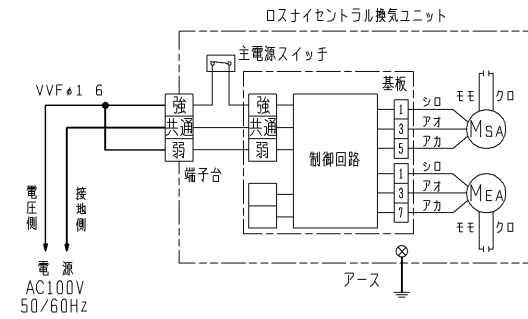 ロスナイセントラル換気ユニット
主電源スイッチ
VVFφ1 6
基板
強
共通
弱
端子台
強
共通
弱
制御回路
1
3
5
1
3
7
シロ
アオ
アカ
シロ
アオ
アカ
モモ
クロ
MSA
MEA
モモ
クロ
電圧側
接地側
電 源
AC100V
50/60Hz
アース